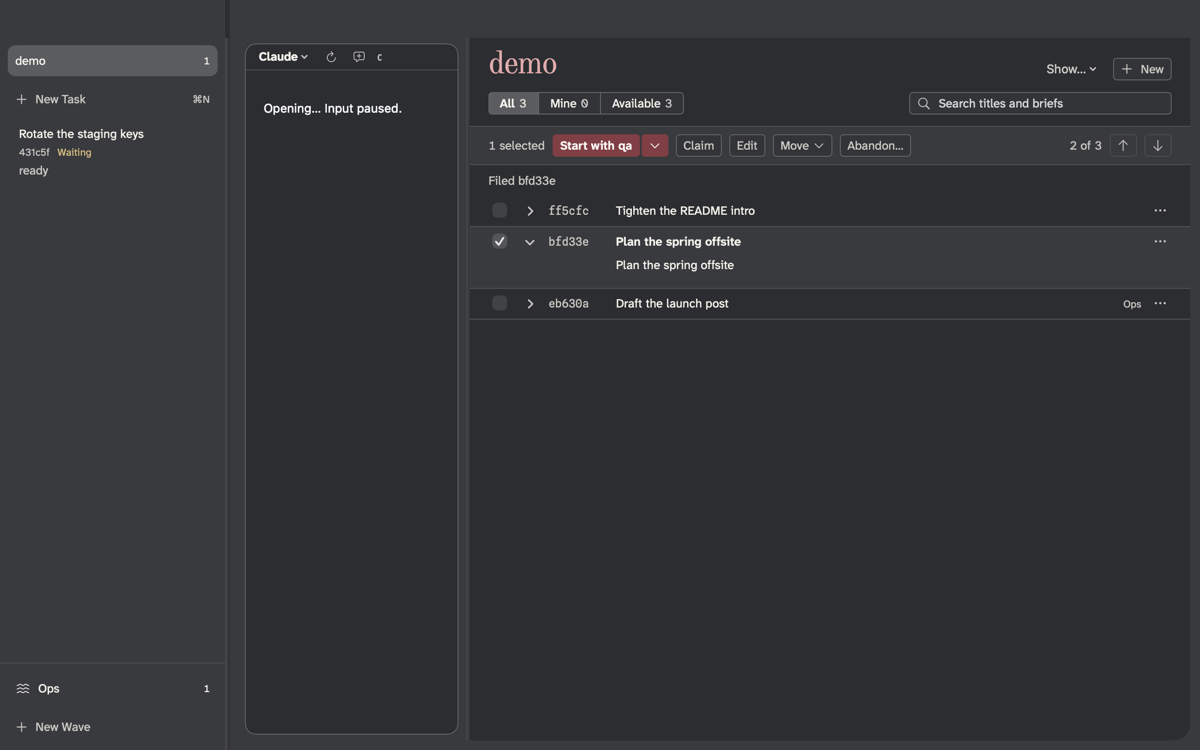 demo 1
New Task ⌘N
Rotate the staging keys
431c5f Waiting
ready
Ops 1
New Wave
Claude
Opening... Input paused.
demo
Show... New
All 3 Mine 0 Available 3
Search titles and briefs
1 selected Start with qa Claim Edit Move Abandon... 2 of 3
Filed bfd33e
ff5cfc Tighten the README intro
bfd33e Plan the spring offsite
Plan the spring offsite
eb630a Draft the launch post Ops